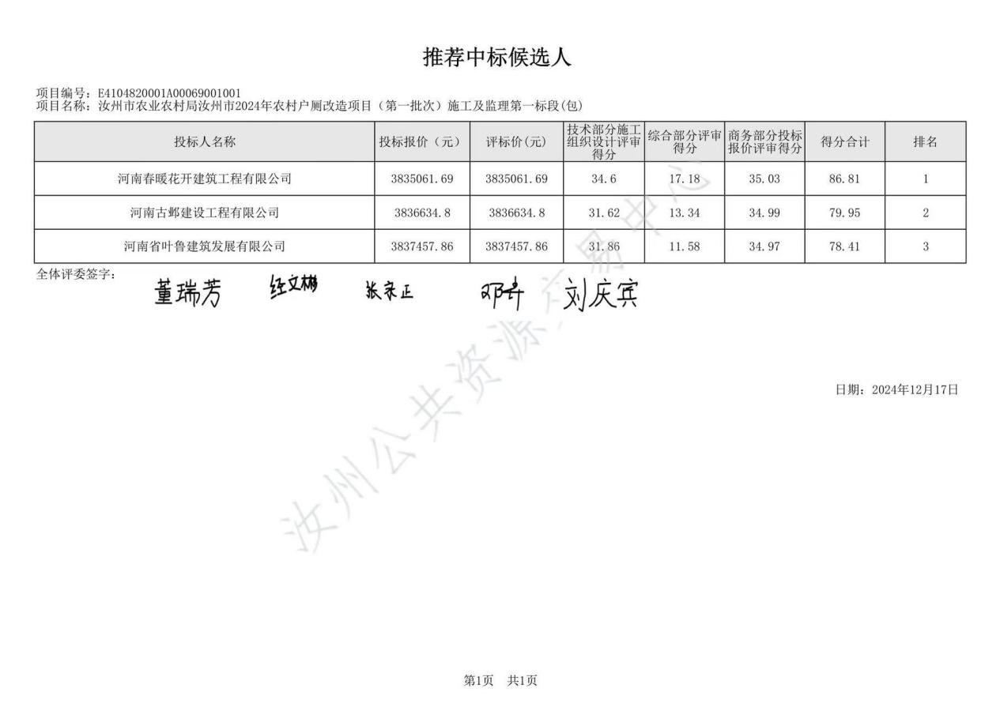 推荐中标候选人
项目编号：E4104820001A00069001001
项目名称：汝州市农业农村局汝州市2024年农村户厕改造项目（第一批次）施工及监理第一标段(包)
投标人名称 投标报价（元） 评标价(元) 技术部分施工组织设计评审得分 综合部分评审得分 商务部分投标报价评审得分 得分合计 排名
河南春暖花开建筑工程有限公司 3835061.69 3835061.69 34.6 17.18 35.03 86.81 1
河南古邺建设工程有限公司 3836634.8 3836634.8 31.62 13.34 34.99 79.95 2
河南省叶鲁建筑发展有限公司 3837457.86 3837457.86 31.86 11.58 34.97 78.41 3
全体评委签字：
董瑞芳 刘庆宾
日期：2024年12月17日
汝州公共资源交易中心
第1页 共1页